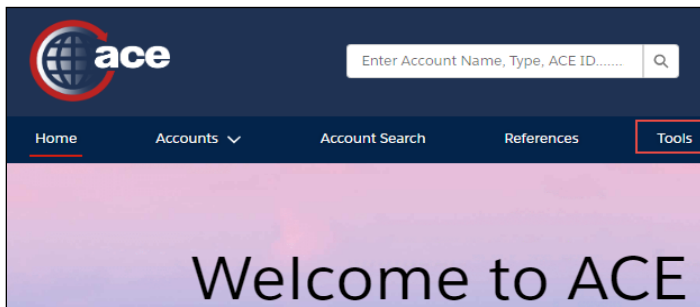 ace
Enter Account Name, Type, ACE ID.......
Home Accounts Account Search References Tools
Welcome to ACE